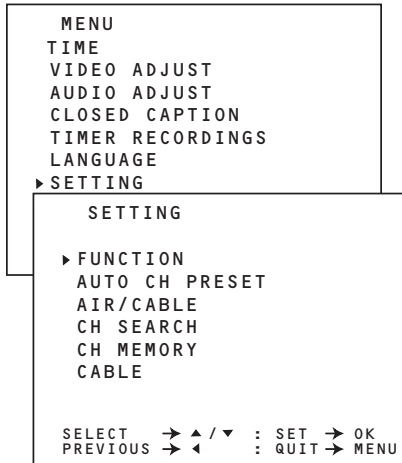 MENU
TIME
VIDEO ADJUST
AUDIO ADJUST
CLOSED CAPTION
TIMER RECORDINGS
LANGUAGE
▶SETTING
SETTING
▶FUNCTION
AUTO CH PRESET
AIR/CABLE
CH SEARCH
CH MEMORY
CABLE
SELECT → ▲/▼ : SET → OK
PREVIOUS → ◀ : QUIT → MENU